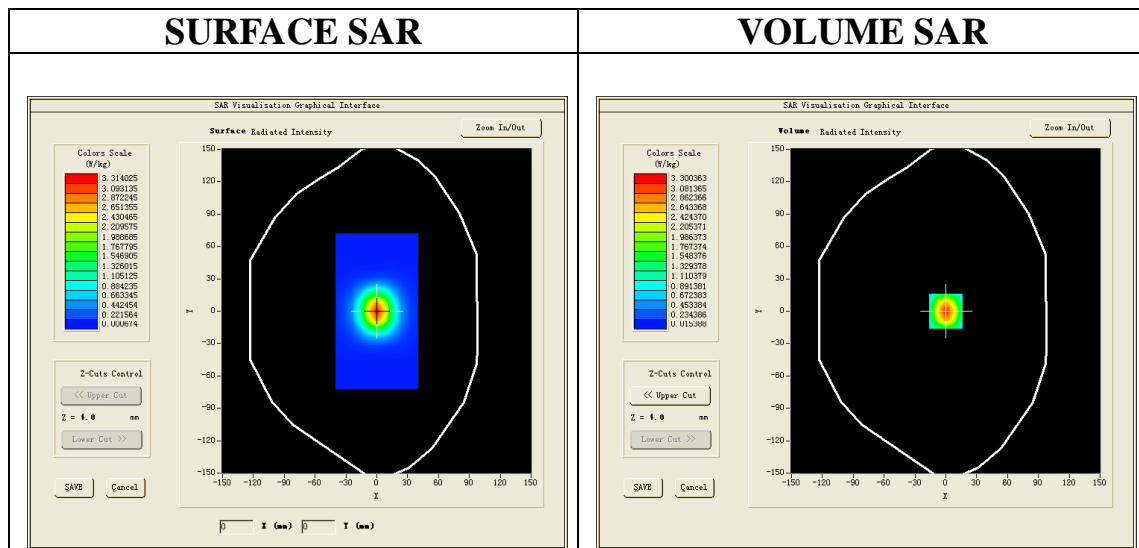 SURFACE SAR
VOLUME SAR
SAR Visualisation Graphical Interface
Surface Radiated Intensity
Zoom In/Out
Colors Scale
(W/kg)
3.314025
3.093135
2.872245
2.651355
2.430465
2.209575
1.988685
1.767795
1.546905
1.326015
1.105125
0.884235
0.663345
0.442454
0.221564
0.000674
150
120
90
60
30
0
-30
-60
-90
-120
-150
Y
-150 -120 -90 -60 -30 0 30 60 90 120 150
X
Z-Cuts Control
<< Upper Cut
Z = 4.0 mm
Lower Cut >>
SAVE Cancel
0 X (mm) 0 Y (mm)
SAR Visualisation Graphical Interface
Volume Radiated Intensity
Zoom In/Out
Colors Scale
(W/kg)
3.300363
3.081365
2.862366
2.643368
2.424370
2.205371
1.986373
1.767374
1.548376
1.329378
1.110379
0.891381
0.672383
0.453384
0.234386
0.015388
150
120
90
60
30
0
-30
-60
-90
-120
-150
Y
-150 -120 -90 -60 -30 0 30 60 90 120 150
X
Z-Cuts Control
<< Upper Cut
Z = 4.0 mm
Lower Cut >>
SAVE Cancel